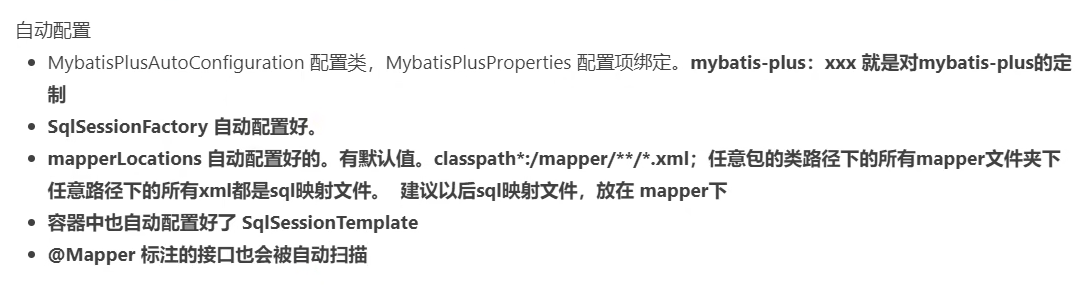 自动配置
• MybatisPlusAutoConfiguration 配置类，MybatisPlusProperties 配置项绑定。mybatis-plus：xxx 就是对mybatis-plus的定
制
• SqlSessionFactory 自动配置好。
• mapperLocations 自动配置好的。有默认值。classpath*:/mapper/**/*.xml；任意包的类路径下的所有mapper文件夹下
任意路径下的所有xml都是sql映射文件。 建议以后sql映射文件，放在 mapper下
• 容器中也自动配置好了 SqlSessionTemplate
• @Mapper 标注的接口也会被自动扫描